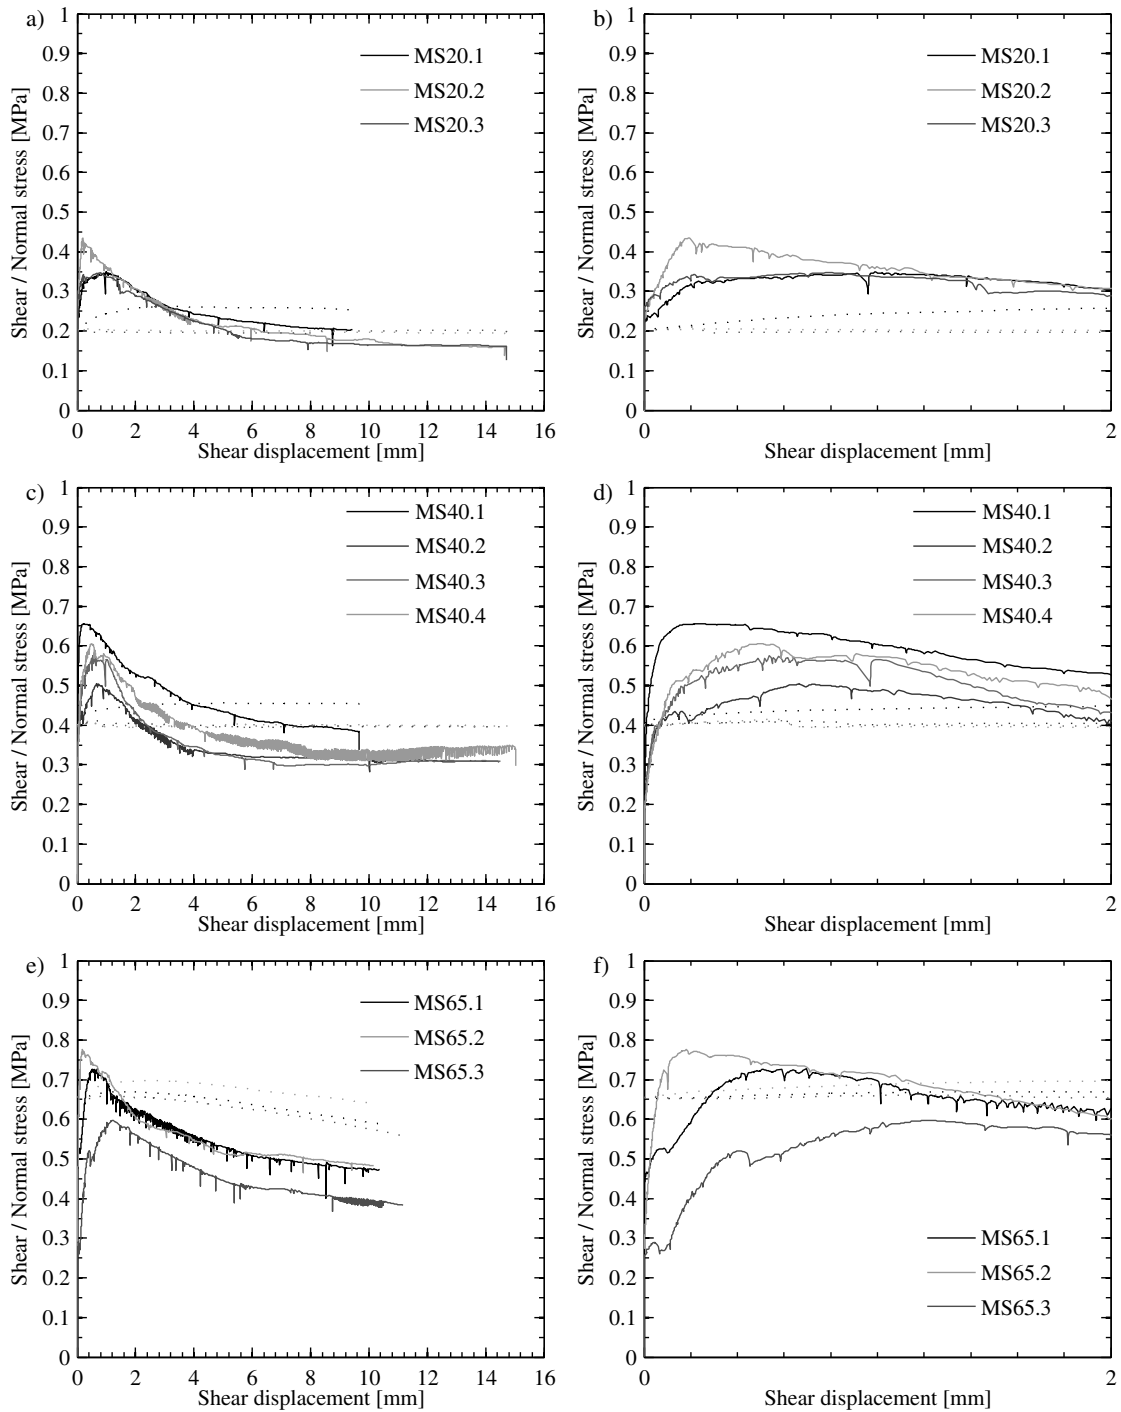 a)
1
0.9
0.8
0.7
0.6
0.5
0.4
0.3
0.2
0.1
0
Shear / Normal stress [MPa]
MS20.1
MS20.2
MS20.3
0 2 4 6 8 10 12 14 16
Shear displacement [mm]
b)
1
0.9
0.8
0.7
0.6
0.5
0.4
0.3
0.2
0.1
0
Shear / Normal stress [MPa]
MS20.1
MS20.2
MS20.3
0 2
Shear displacement [mm]
c)
1
0.9
0.8
0.7
0.6
0.5
0.4
0.3
0.2
0.1
0
Shear / Normal stress [MPa]
MS40.1
MS40.2
MS40.3
MS40.4
0 2 4 6 8 10 12 14 16
Shear displacement [mm]
d)
1
0.9
0.8
0.7
0.6
0.5
0.4
0.3
0.2
0.1
0
Shear / Normal stress [MPa]
MS40.1
MS40.2
MS40.3
MS40.4
0 2
Shear displacement [mm]
e)
1
0.9
0.8
0.7
0.6
0.5
0.4
0.3
0.2
0.1
0
Shear / Normal stress [MPa]
MS65.1
MS65.2
MS65.3
0 2 4 6 8 10 12 14 16
Shear displacement [mm]
f)
1
0.9
0.8
0.7
0.6
0.5
0.4
0.3
0.2
0.1
0
Shear / Normal stress [MPa]
MS65.1
MS65.2
MS65.3
0 2
Shear displacement [mm]